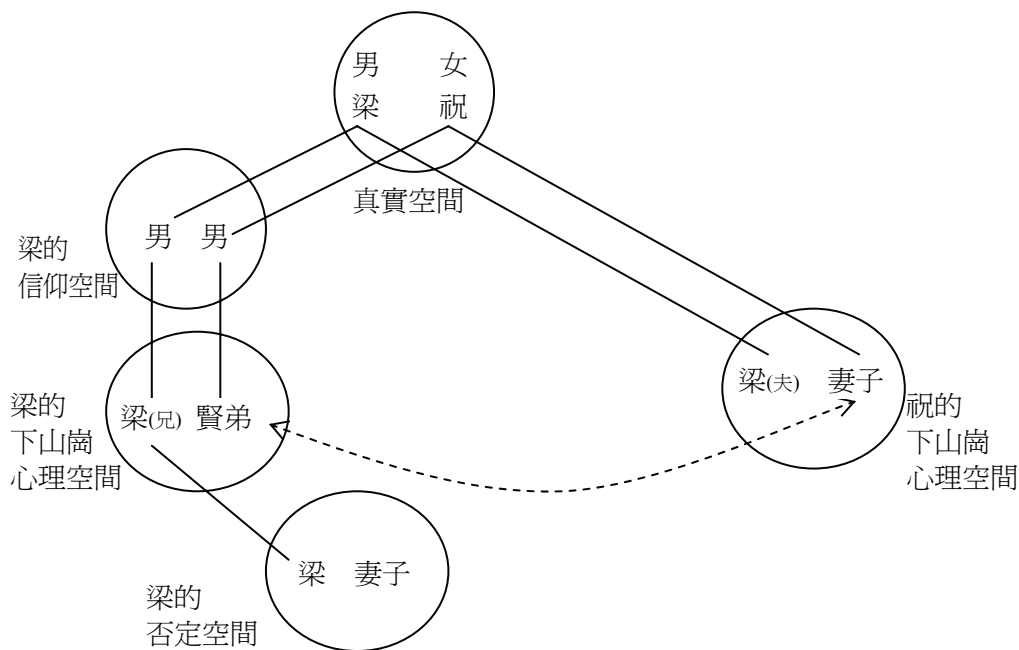 男 女
梁 祝
真實空間
男 男
梁的
信仰空間
梁(兄) 賢弟
梁的
下山崗
心理空間
梁(夫) 妻子
祝的
下山崗
心理空間
梁 妻子
梁的
否定空間